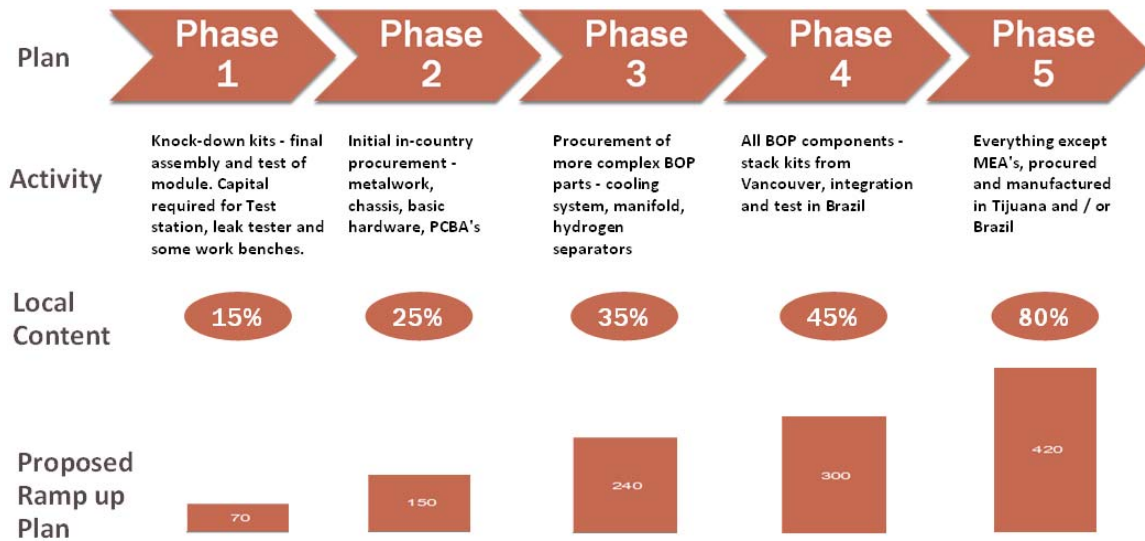 Plan
Phase
1
Phase
2
Phase
3
Phase
4
Phase
5
Activity
Knock-down kits - final
assembly and test of
module. Capital
required for Test
station, leak tester and
some work benches.
Initial in-country
procurement -
metalwork,
chassis, basic
hardware, PCBA's
Procurement of
more complex BOP
parts - cooling
system, manifold,
hydrogen
separators
All BOP components -
stack kits from
Vancouver, integration
and test in Brazil
Everything except
MEA's, procured
and manufactured
in Tijuana and / or
Brazil
Local
Content
15%
25%
35%
45%
80%
Proposed
Ramp up
Plan
70
150
240
300
420